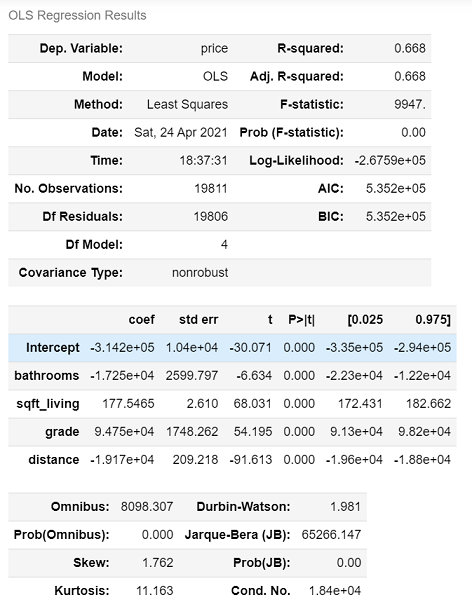 OLS Regression Results
Dep. Variable: price R-squared: 0.668
Model: OLS Adj. R-squared: 0.668
Method: Least Squares F-statistic: 9947.
Date: Sat, 24 Apr 2021 Prob (F-statistic): 0.00
Time: 18:37:31 Log-Likelihood: -2.6759e+05
No. Observations: 19811 AIC: 5.352e+05
Df Residuals: 19806 BIC: 5.352e+05
Df Model: 4
Covariance Type: nonrobust
coef std err t P>|t| [0.025 0.975]
Intercept -3.142e+05 1.04e+04 -30.071 0.000 -3.35e+05 -2.94e+05
bathrooms -1.725e+04 2599.797 -6.634 0.000 -2.23e+04 -1.22e+04
sqft_living 177.5465 2.610 68.031 0.000 172.431 182.662
grade 9.475e+04 1748.262 54.195 0.000 9.13e+04 9.82e+04
distance -1.917e+04 209.218 -91.613 0.000 -1.96e+04 -1.88e+04
Omnibus: 8098.307 Durbin-Watson: 1.981
Prob(Omnibus): 0.000 Jarque-Bera (JB): 65266.147
Skew: 1.762 Prob(JB): 0.00
Kurtosis: 11.163 Cond. No. 1.84e+04